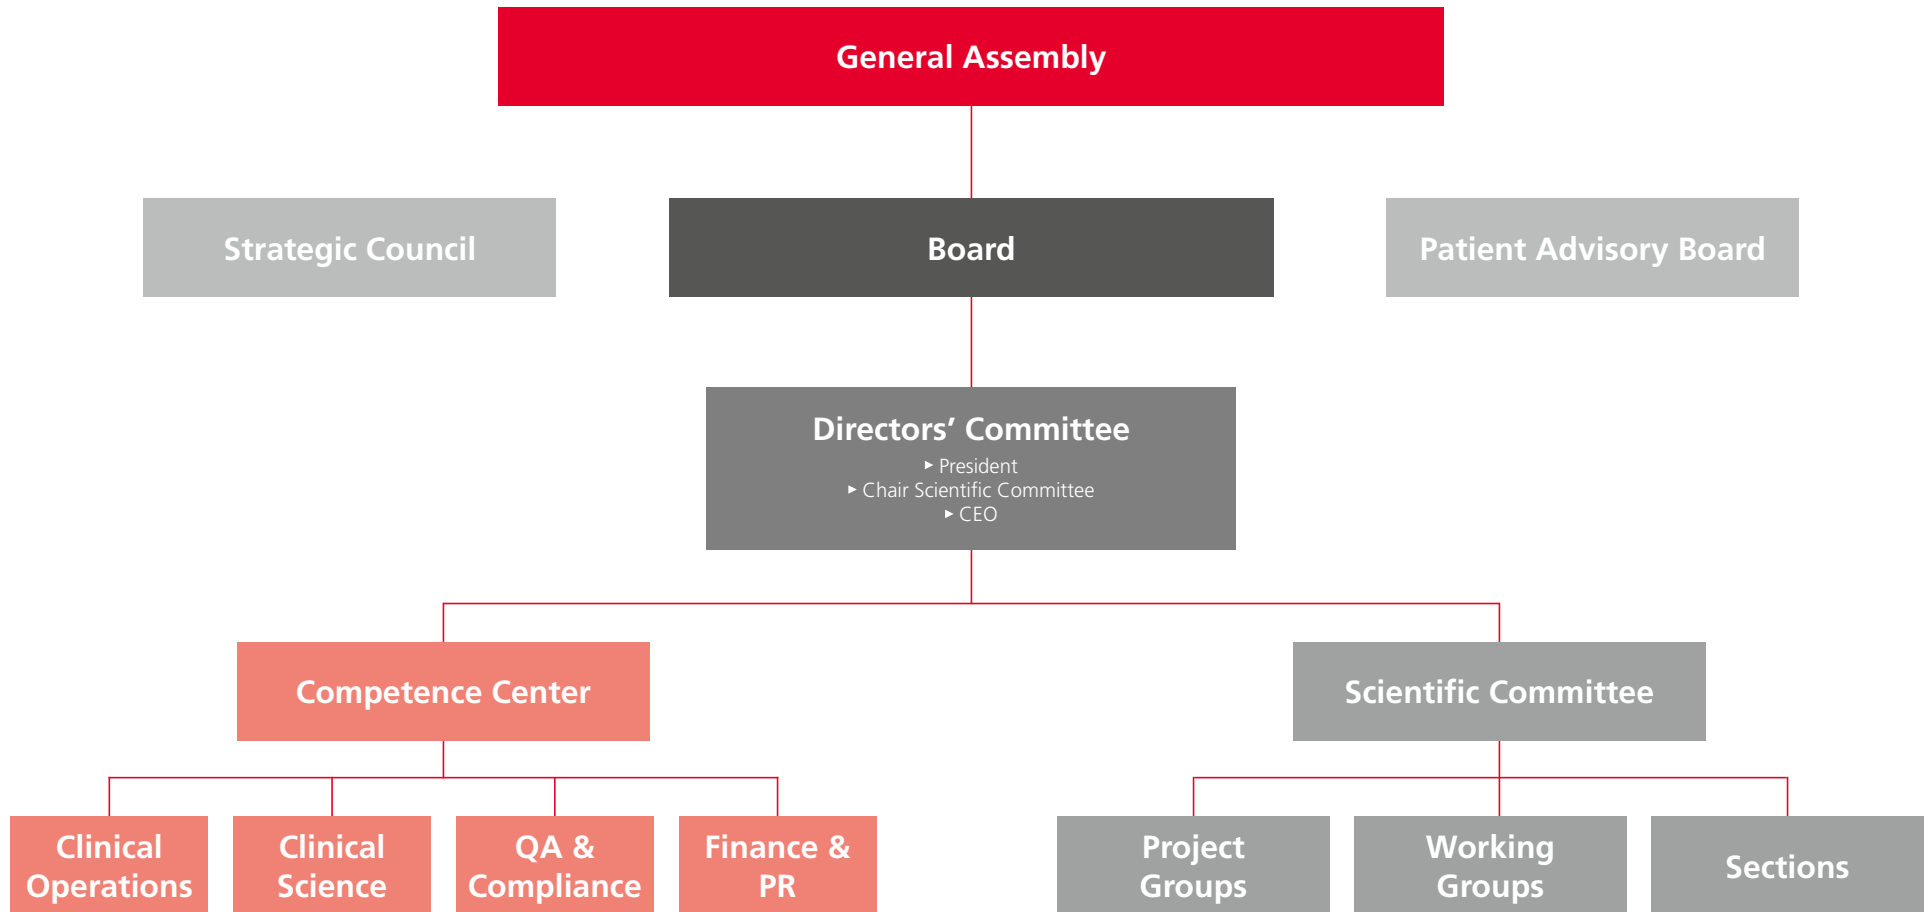 General Assembly
Strategic Council
Board
Patient Advisory Board
Directors’ Committee
▸ President
▸ Chair Scientific Committee
▸ CEO
Competence Center
Scientific Committee
Clinical
Operations
Clinical
Science
QA &
Compliance
Finance &
PR
Project
Groups
Working
Groups
Sections